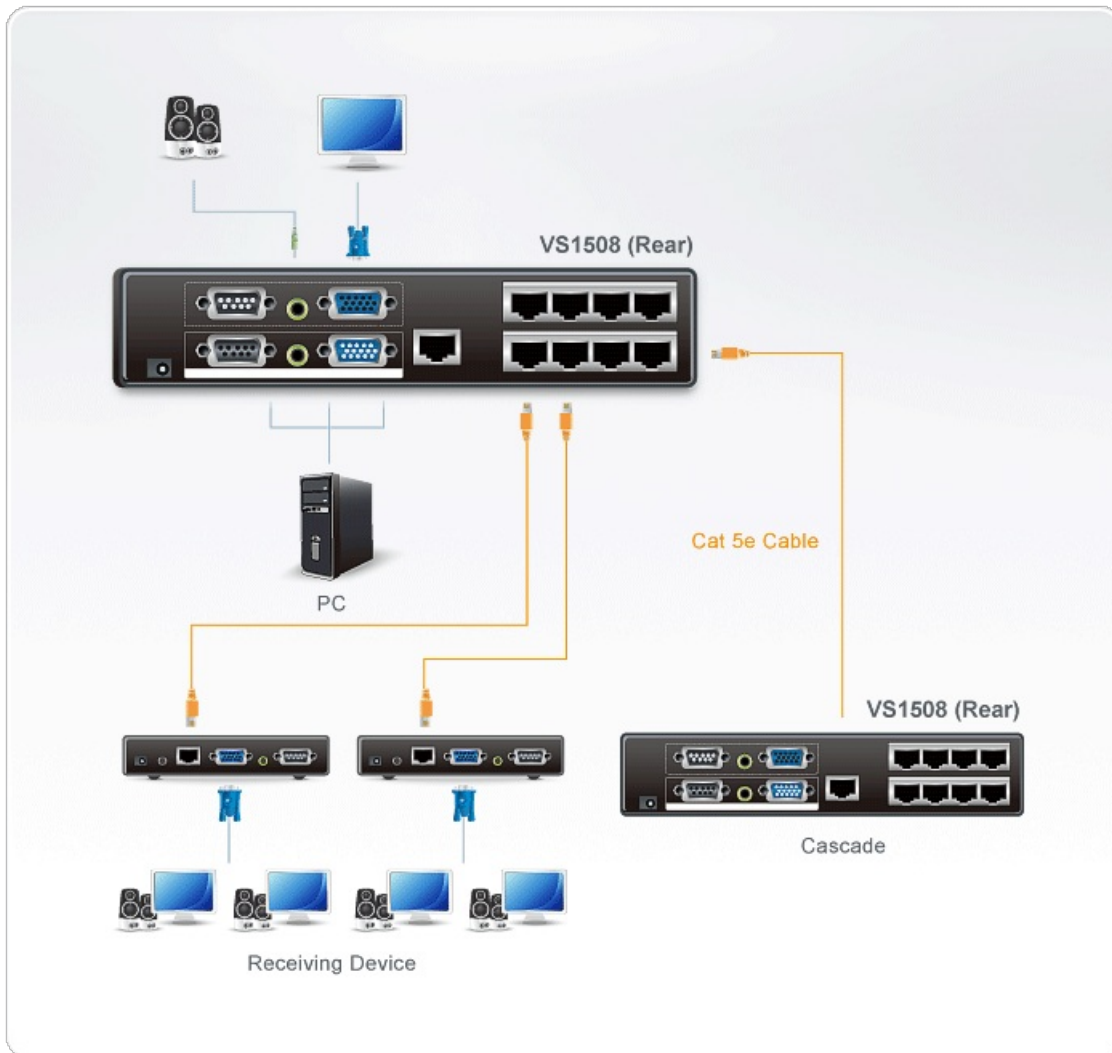 VS1508 (Rear)
PC
Cat 5e Cable
VS1508 (Rear)
Cascade
Receiving Device